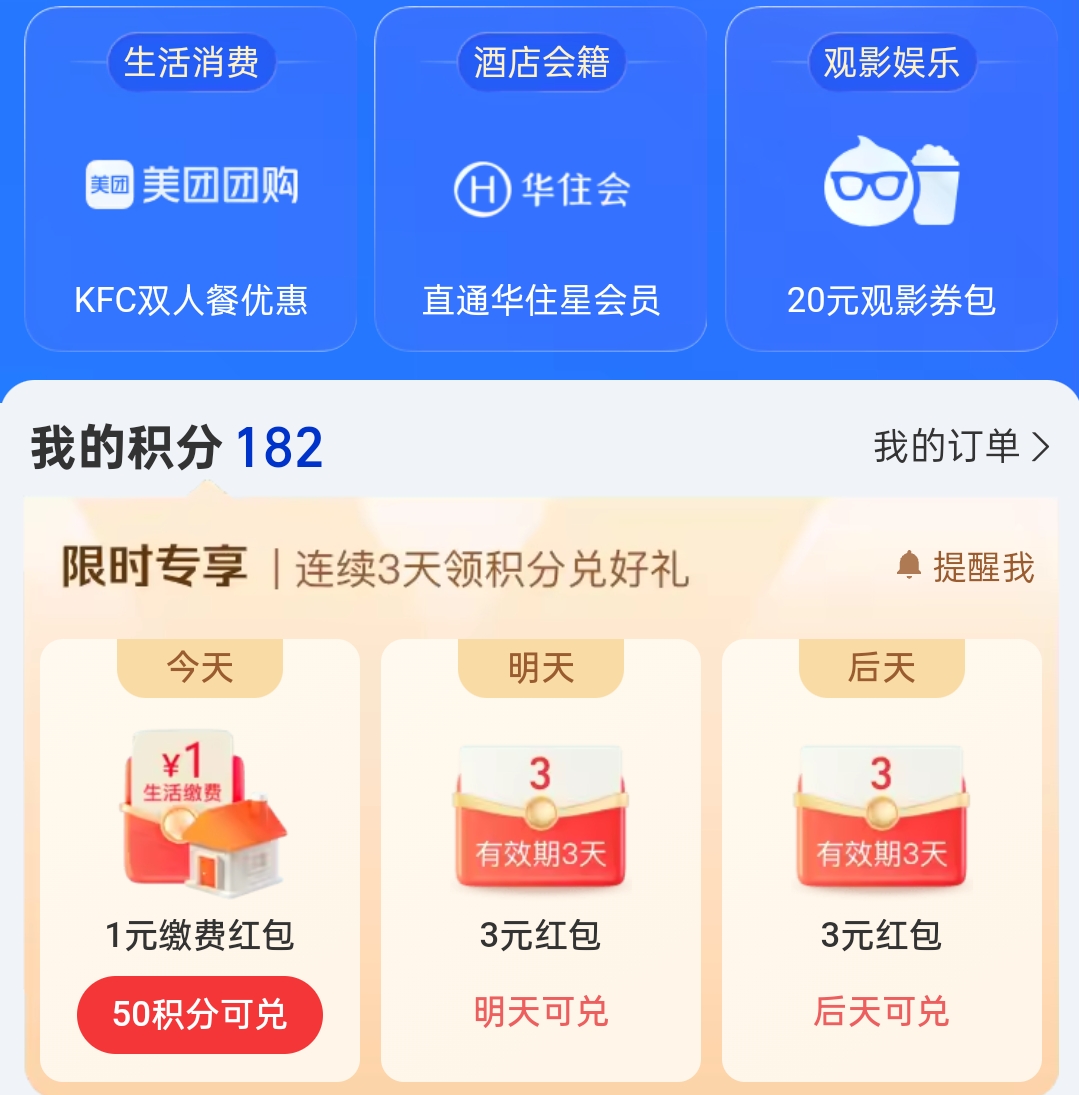 生活消费
酒店会籍
观影娱乐
美团 美团团购
H 华住会
KFC双人餐优惠
直通华住星会员
20元观影券包
我的积分 182
我的订单 >
限时专享 | 连续3天领积分兑好礼
提醒我
今天
明天
后天
¥1
生活缴费
3
有效期3天
3
有效期3天
1元缴费红包
3元红包
3元红包
50积分可兑
明天可兑
后天可兑